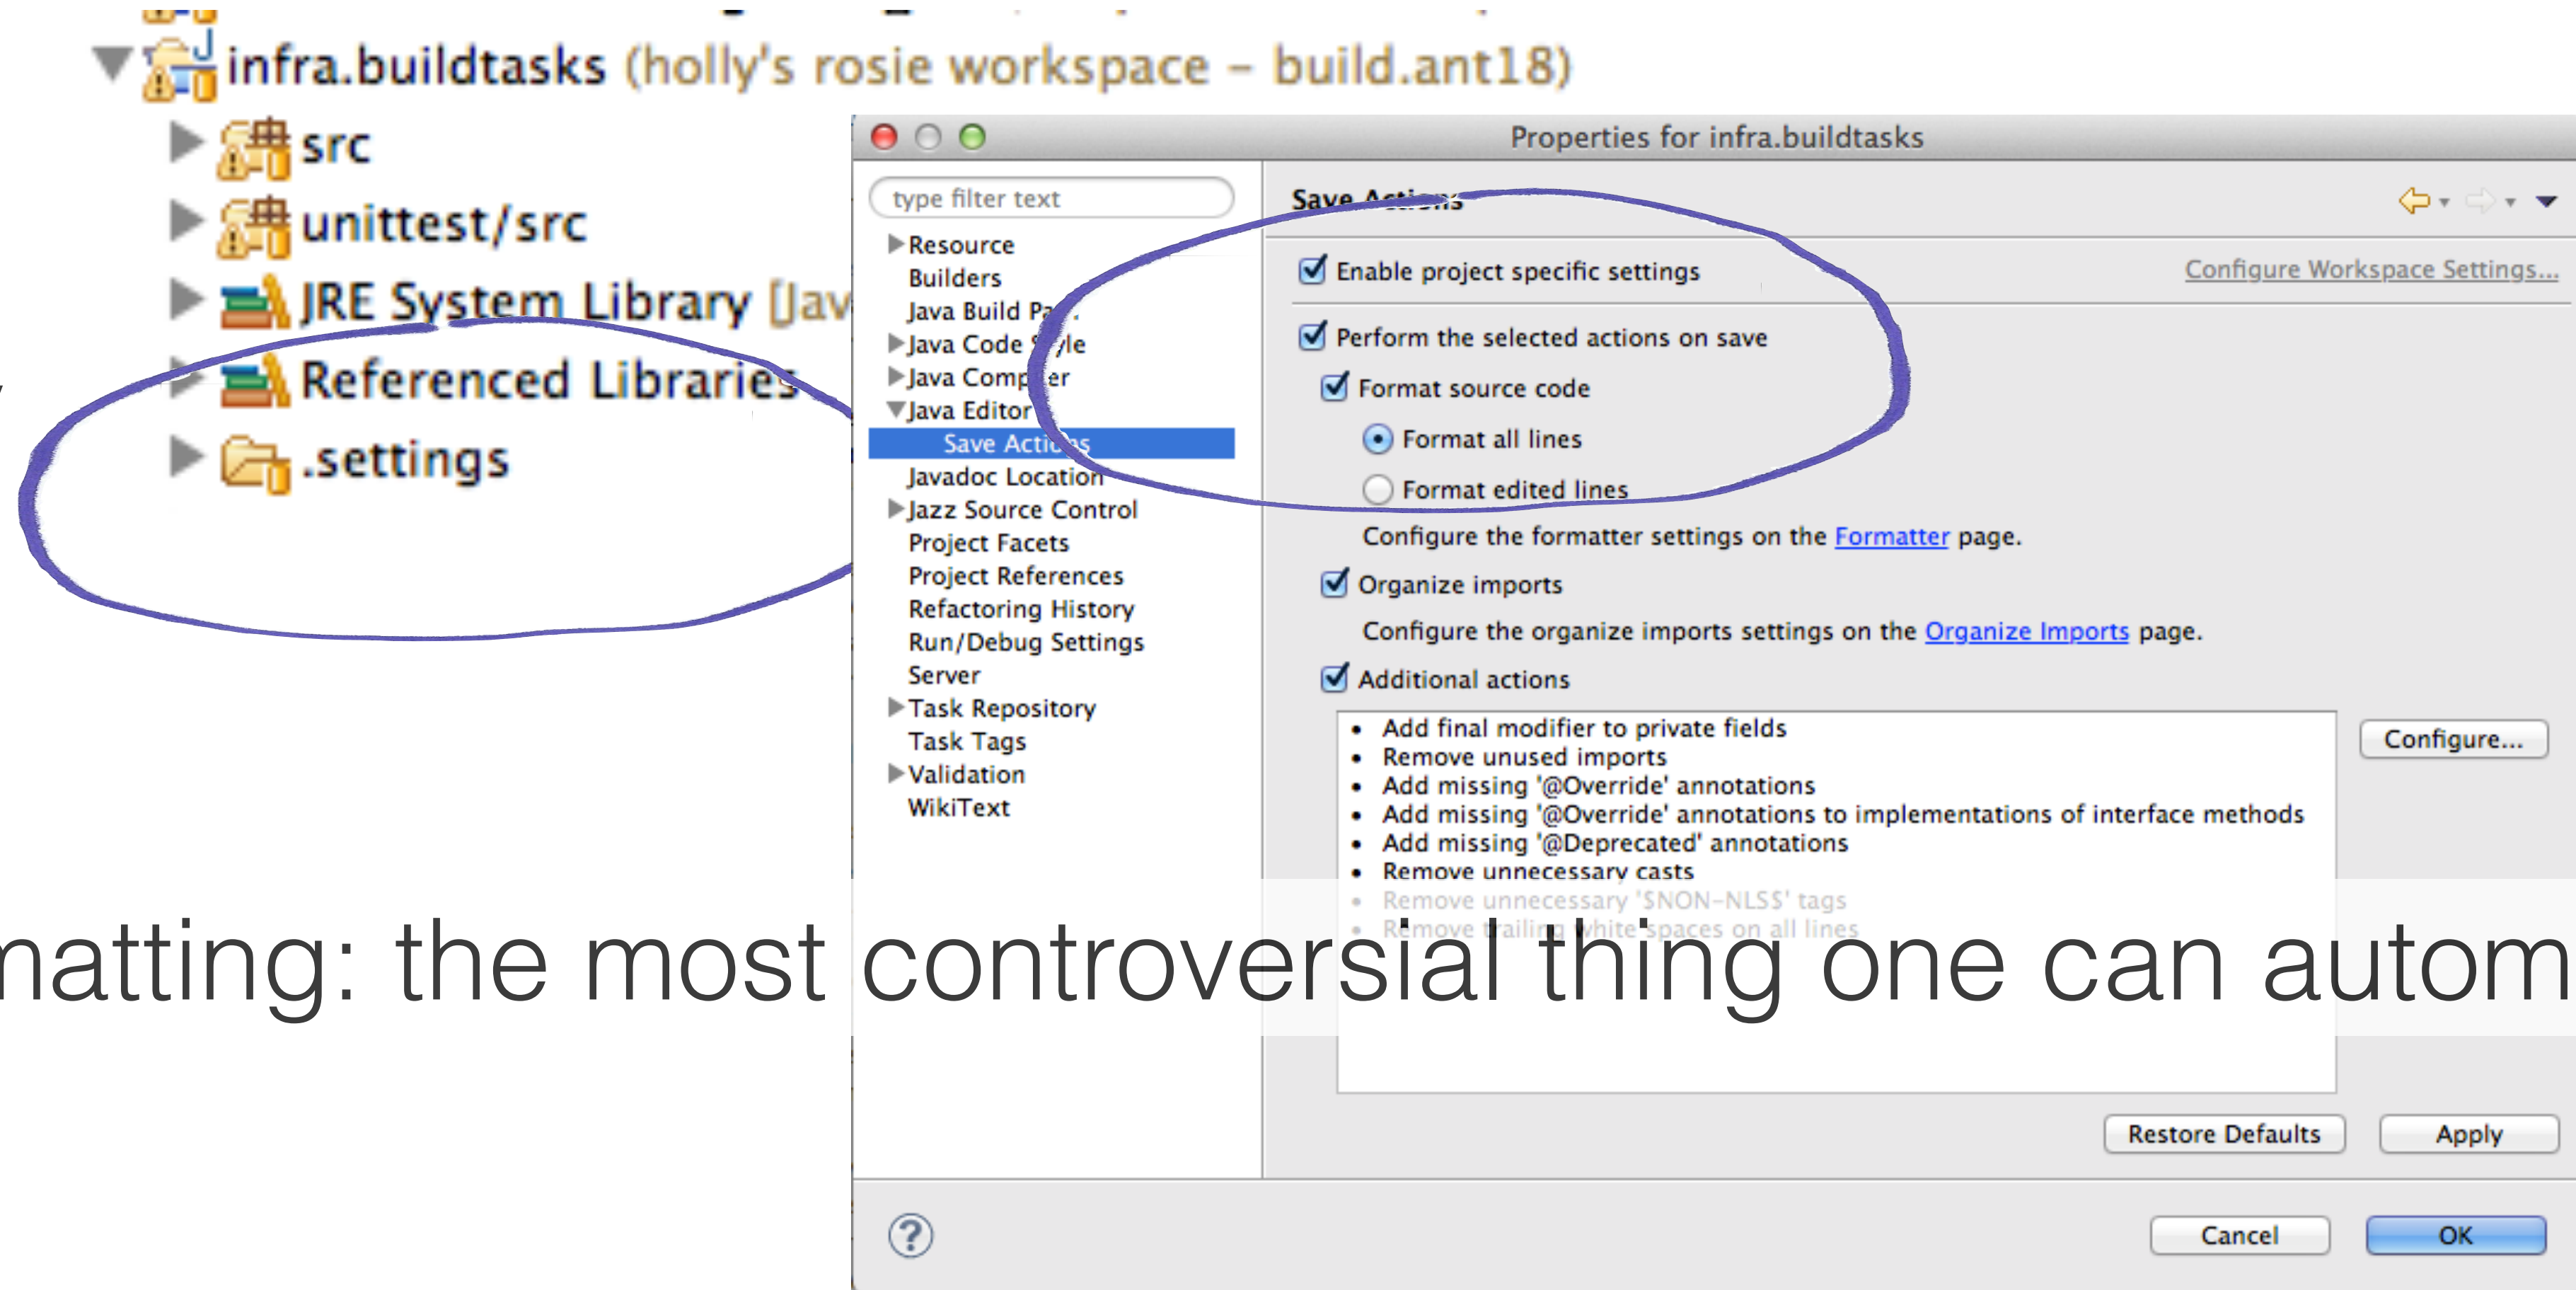 infra.buildtasks (holly's rosie workspace – build.ant18)
src
unittest/src
JRE System Library [Jav
Referenced Libraries
.settings
Properties for infra.buildtasks
type filter text
Resource
Builders
Java Build Pa
Java Code Style
Java Compiler
Java Editor
Save Actions
Javadoc Location
Jazz Source Control
Project Facets
Project References
Refactoring History
Run/Debug Settings
Server
Task Repository
Task Tags
Validation
WikiText
Save Actions
Enable project specific settings
Configure Workspace Settings...
Perform the selected actions on save
Format source code
Format all lines
Format edited lines
Configure the formatter settings on the Formatter page.
Organize imports
Configure the organize imports settings on the Organize Imports page.
Additional actions
• Add final modifier to private fields
• Remove unused imports
• Add missing '@Override' annotations
• Add missing '@Override' annotations to implementations of interface methods
• Add missing '@Deprecated' annotations
• Remove unnecessary casts
• Remove unnecessary '$NON-NLS$' tags
• Remove trailing white spaces on all lines
Configure...
matting: the most controversial thing one can autom
Restore Defaults
Apply
?
Cancel
OK